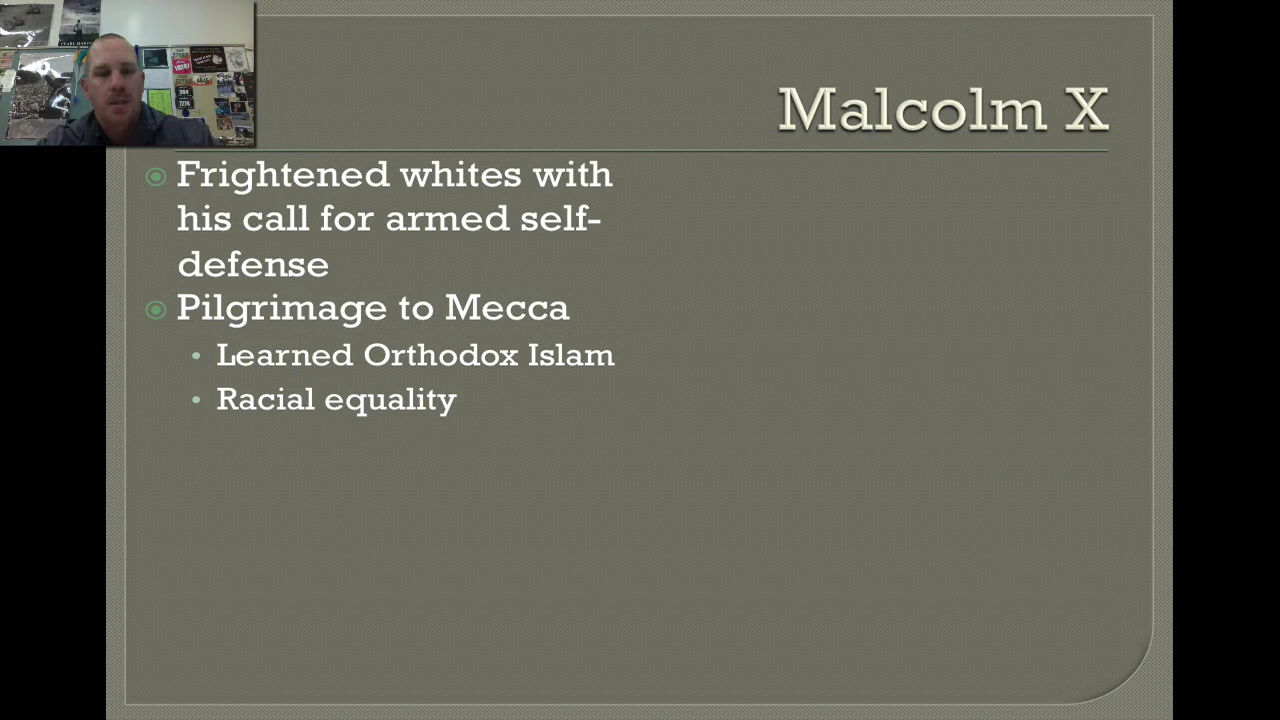 Malcolm X
Frightened whites with
his call for armed self-
defense
Pilgrimage to Mecca
Learned Orthodox Islam
Racial equality